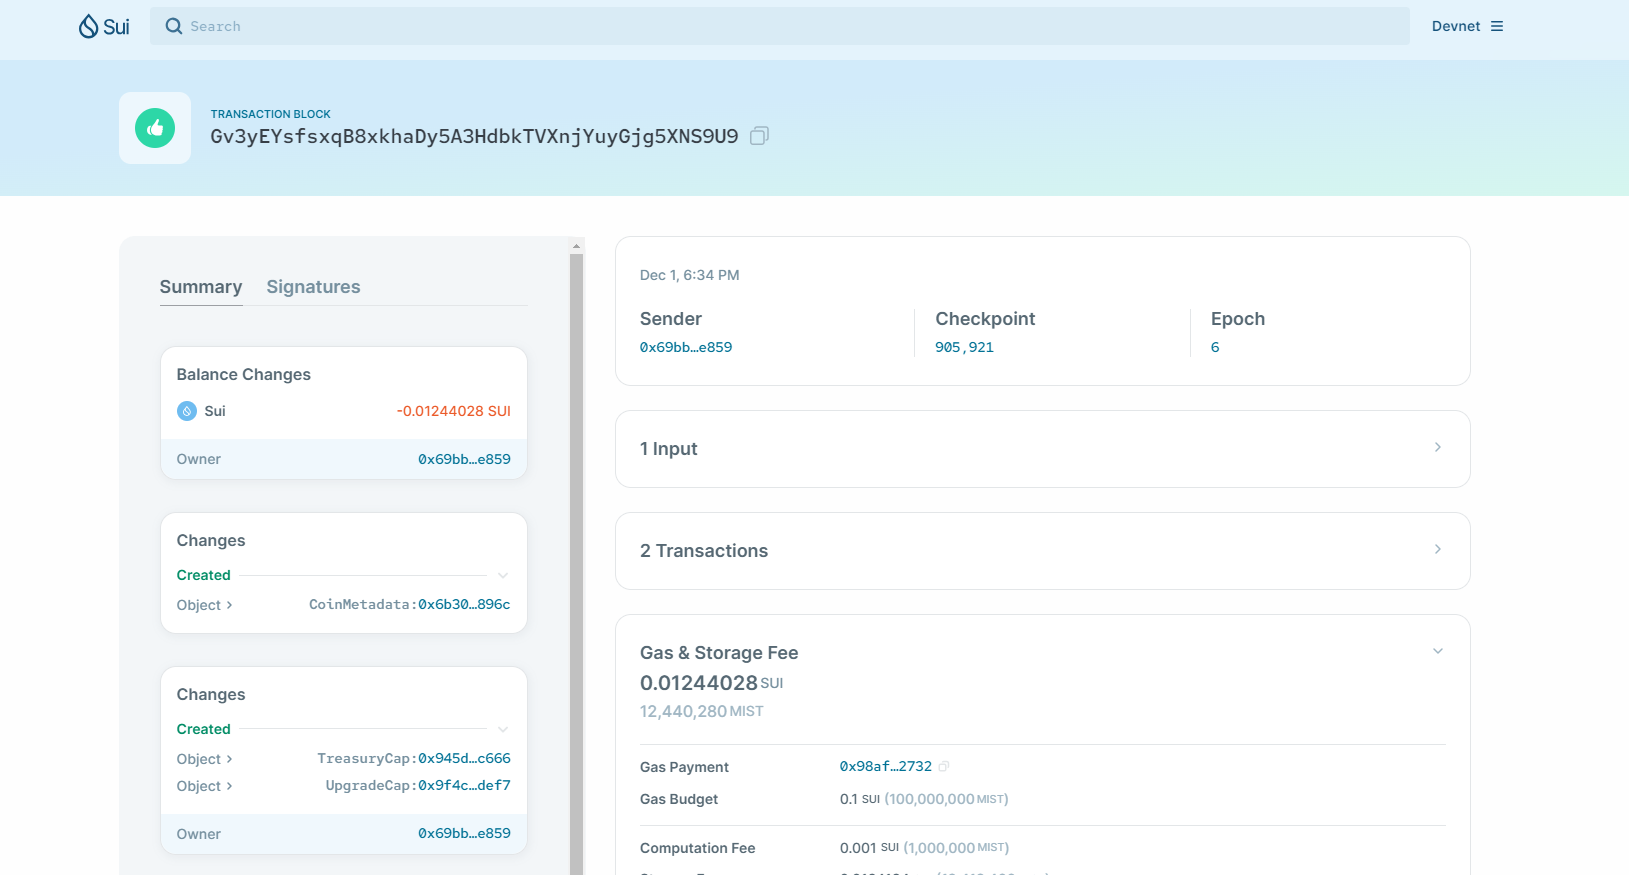 Sui
Search
Devnet
TRANSACTION BLOCK
Gv3yEYsfsxqB8xkhaDy5A3HdbkTVXnjYuyGjg5XNS9U9
Summary
Signatures
Balance Changes
Sui
-0.01244028 SUI
Owner
0x69bb…e859
Changes
Created
Object
CoinMetadata:0x6b30…896c
Changes
Created
Object
TreasuryCap:0x945d…c666
Object
UpgradeCap:0x9f4c…def7
Owner
0x69bb…e859
Dec 1, 6:34 PM
Sender
0x69bb…e859
Checkpoint
905,921
Epoch
6
1 Input
2 Transactions
Gas & Storage Fee
0.01244028 SUI
12,440,280 MIST
Gas Payment
0x98af…2732
Gas Budget
0.1 SUI (100,000,000 MIST)
Computation Fee
0.001 SUI (1,000,000 MIST)